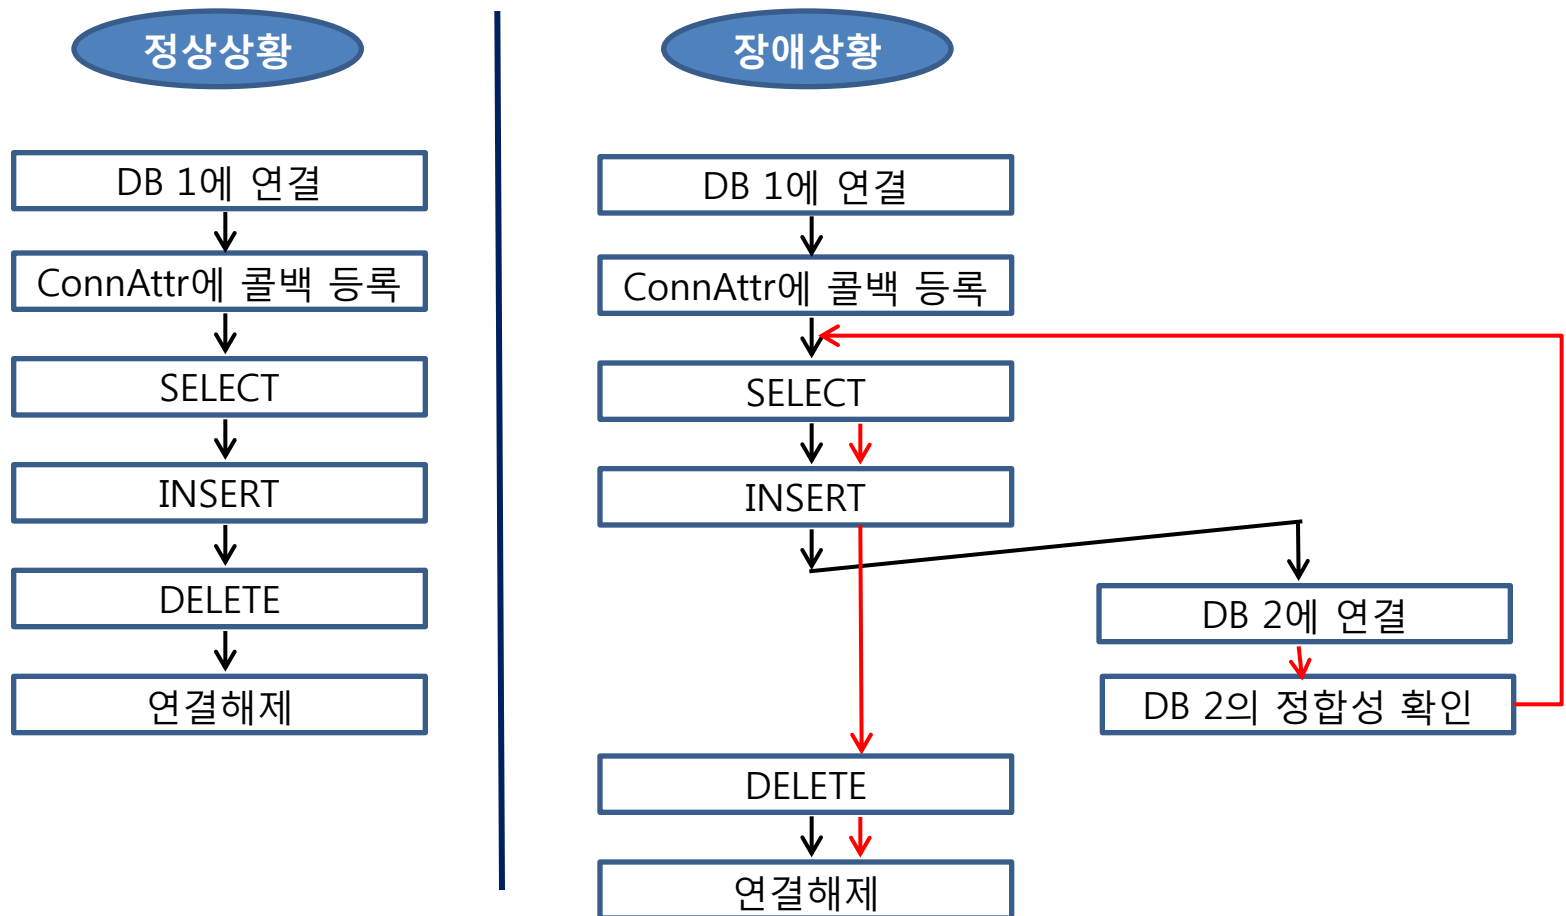 정상상황
DB 1에 연결
ConnAttr에 콜백 등록
SELECT
INSERT
DELETE
연결해제
장애상황
DB 1에 연결
ConnAttr에 콜백 등록
SELECT
INSERT
DB 2에 연결
DB 2의 정합성 확인
DELETE
연결해제